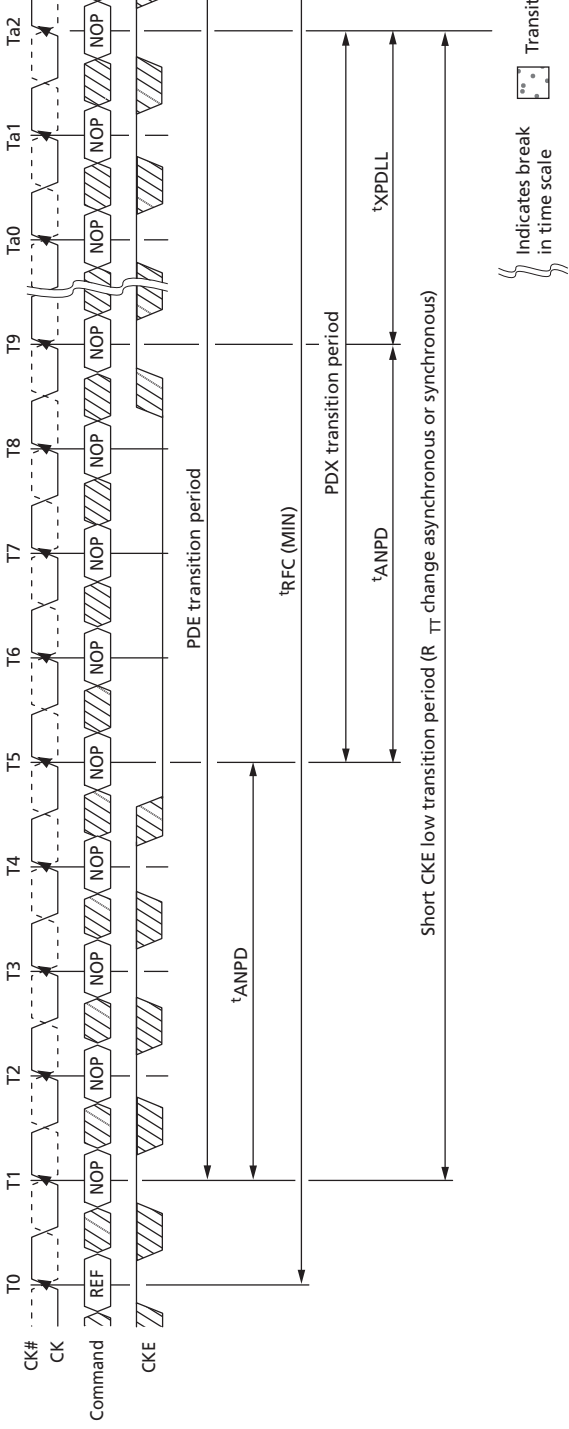 T0 T1 T2 T3 T4 T5 T6 T7 T8 T9 Ta0 Ta1 Ta2
CK#
CK
Command REF NOP NOP NOP NOP NOP NOP NOP NOP NOP NOP NOP NOP
CKE
PDE transition period
tANPD
tRFC (MIN)
PDX transition period
tANPD tXPDLL
Short CKE low transition period (R TT change asynchronous or synchronous)
Indicates break
in time scale
Transit